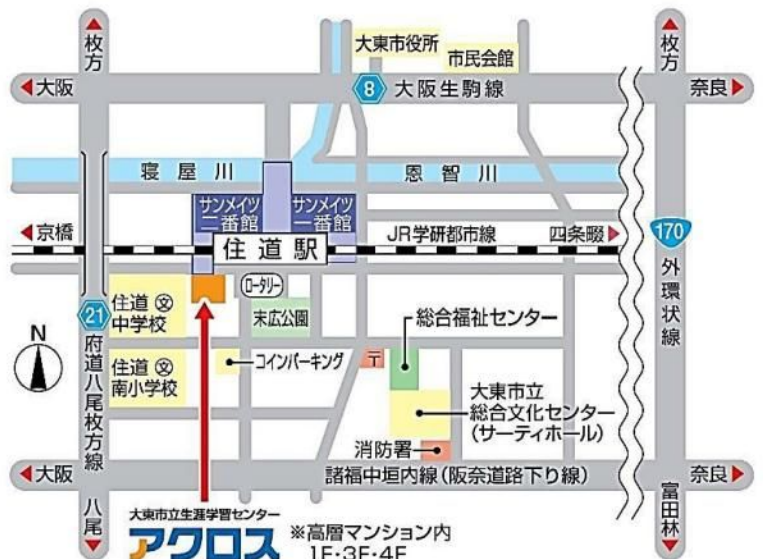 枚方
枚方
大東市役所
市民会館
◀大阪
8
大阪生駒線
奈良▶
寝屋川
恩智川
サンメイツ
二番館
サンメイツ
一番館
◀京橋
住道駅
JR学研都市線
四条畷▶
170
外環状線
ロータリー
住道㊛
中学校
末広公園
21
府道八尾枚方線
総合福祉センター
N
コインパーキング
〒
住道㊛
南小学校
大東市立
総合文化センター
(サーティホール)
消防署
◀大阪
諸福中垣内線(阪奈道路下り線)
奈良▶
八尾
富田林
大東市立生涯学習センター
アクロス
※高層マンション内
1F・3F・4F